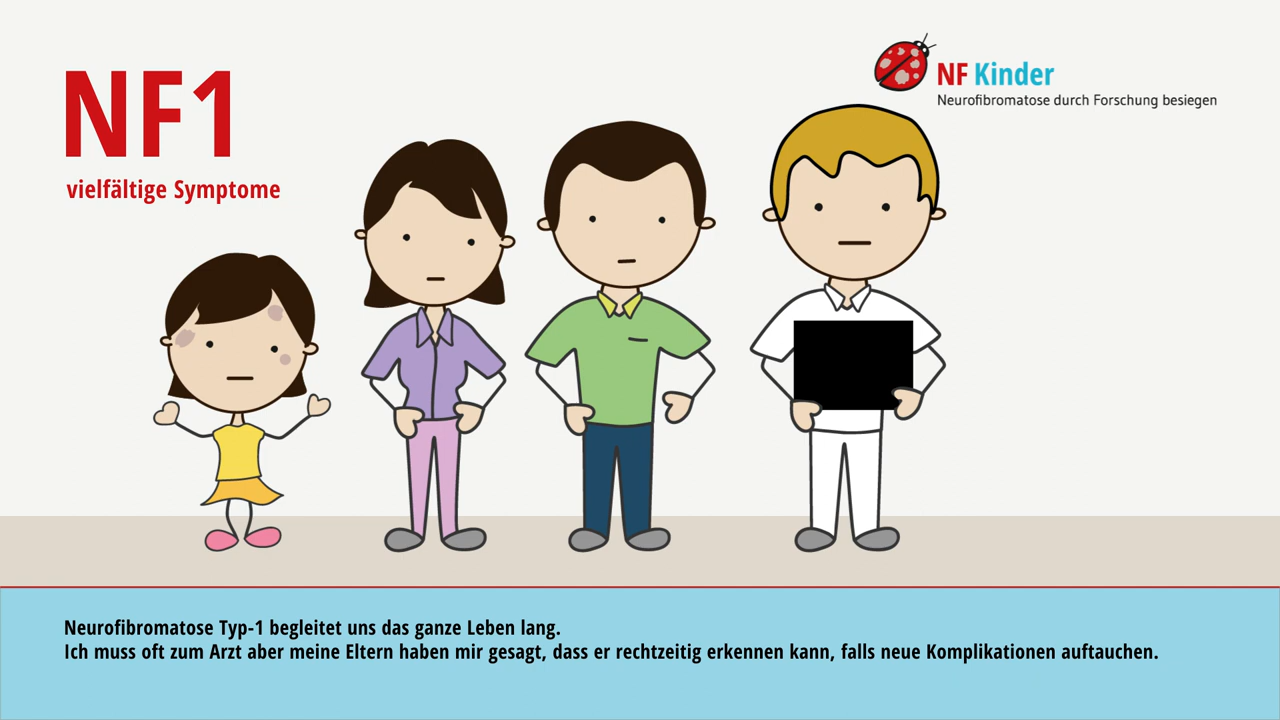 NF1
vielfältige Symptome
NF Kinder
Neurofibromatose durch Forschung besiegen
Neurofibromatose Typ-1 begleitet uns das ganze Leben lang.
Ich muss oft zum Arzt aber meine Eltern haben mir gesagt, dass er rechtzeitig erkennen kann, falls neue Komplikationen auftauchen.